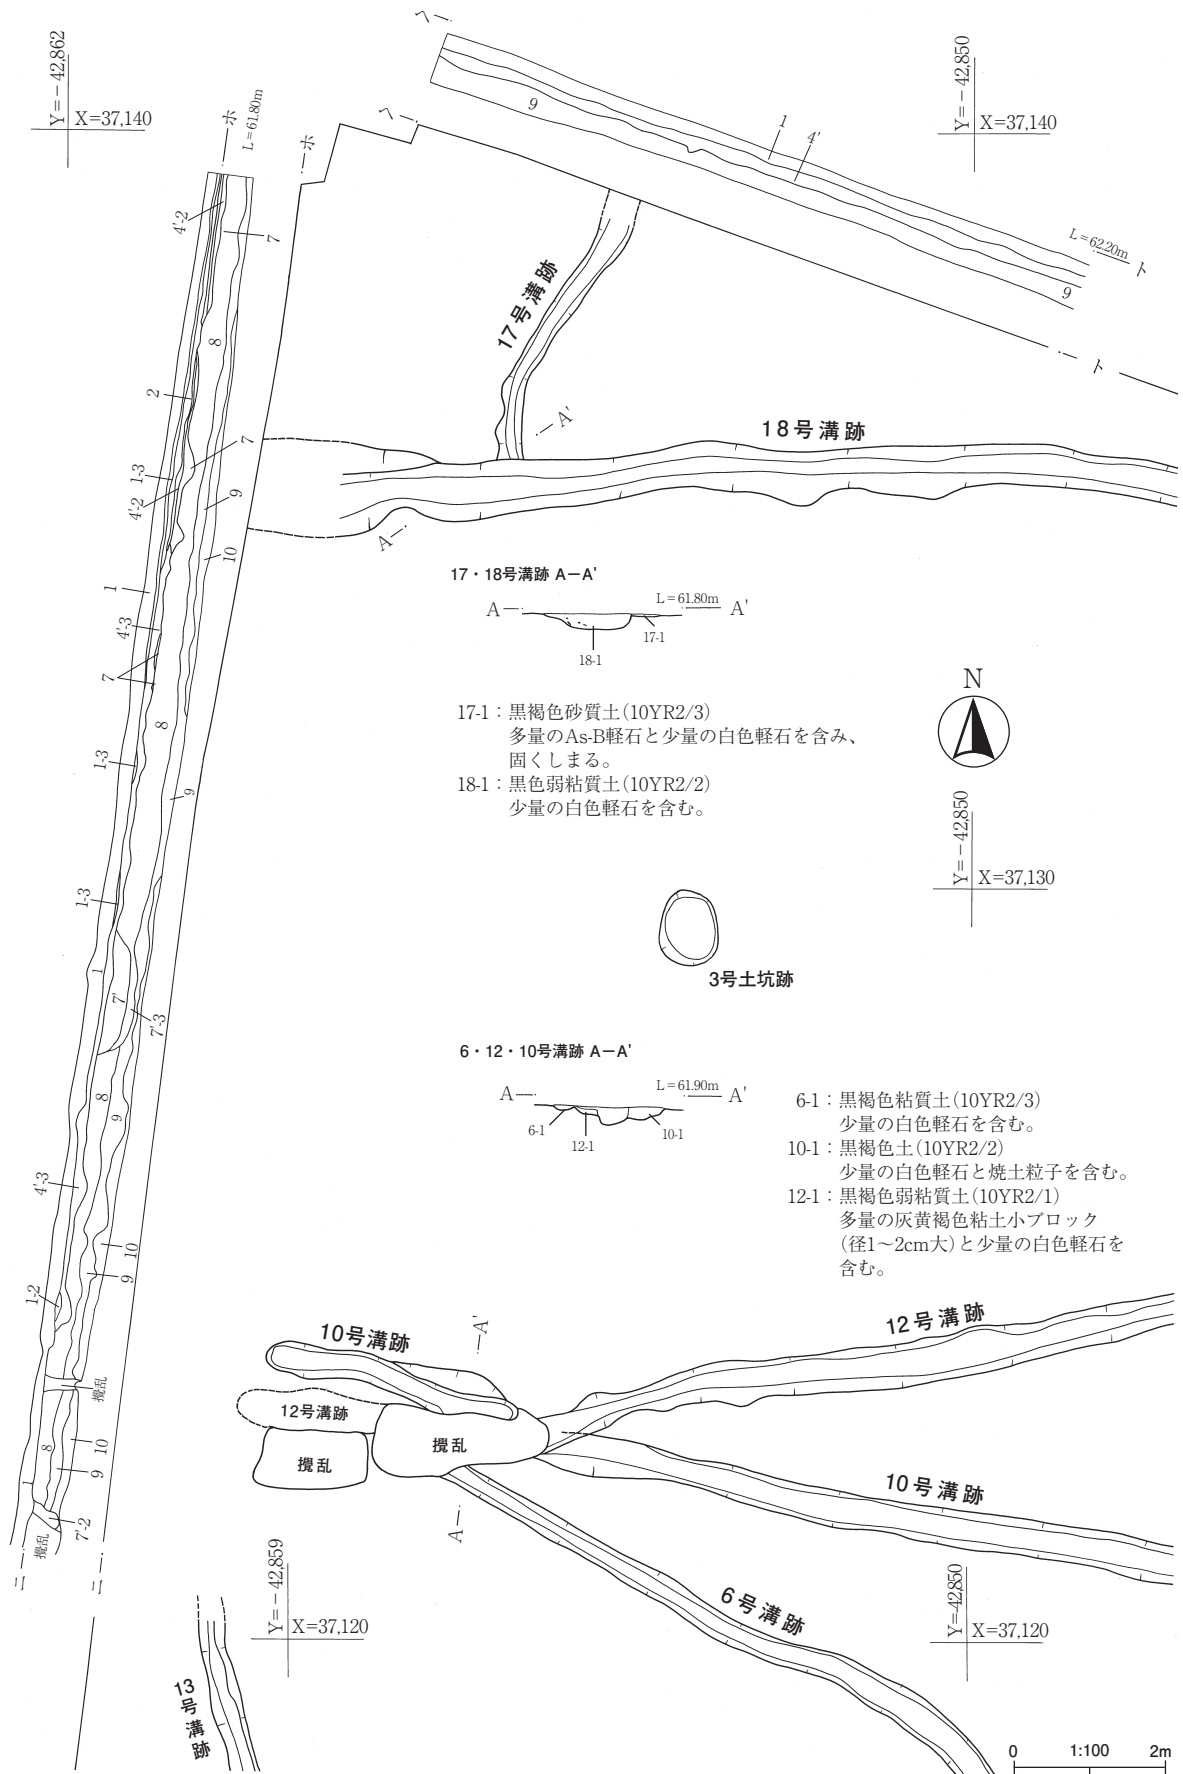 Y=－42,862
X=37,140
ヘ
Y=－42,850
X=37,140
ホ
L=61.80m
ホ
ヘ
9
1
4'
L=62.20m
ト
9
ト
4'-2
7
8
2
7
1-3
4'-2
9
10
1
4'-3
7
8
1-3
9
1-3
1
7'
7'-3
8
9
4'-3
10
9
1-2
攪乱
8
10
9
1
7'-2
攪乱
ニ
ニ
17号溝跡
A'
18号溝跡
A
17・18号溝跡 A－A'
A
L=61.80m
A'
17-1
18-1
17-1：黒褐色砂質土(10YR2/3)
多量のAs-B軽石と少量の白色軽石を含み、
固くしまる。
18-1：黒色弱粘質土(10YR2/2)
少量の白色軽石を含む。
N
Y=－42,850
X=37,130
3号土坑跡
6・12・10号溝跡 A－A'
A
L=61.90m
A'
6-1
12-1
10-1
6-1：黒褐色粘質土(10YR2/3)
少量の白色軽石を含む。
10-1：黒褐色土(10YR2/2)
少量の白色軽石と焼土粒子を含む。
12-1：黒褐色弱粘質土(10YR2/1)
多量の灰黄褐色粘土小ブロック
(径1～2cm大)と少量の白色軽石を
含む。
10号溝跡
A'
12号溝跡
12号溝跡
攪乱
攪乱
10号溝跡
A
6号溝跡
Y=－42,859
X=37,120
Y=-42,850
X=37,120
13号溝跡
0
1:100
2m